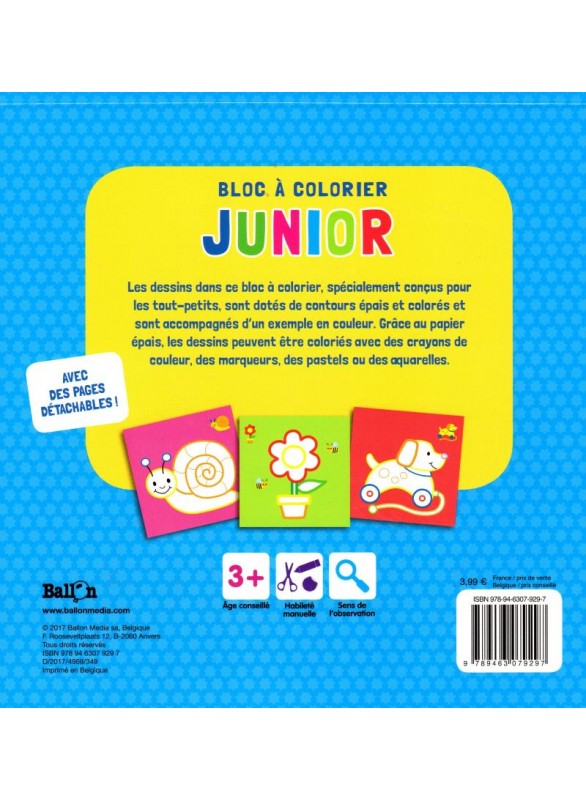 BLOC À COLORIER
JUNIOR
Les dessins dans ce bloc à colorier, spécialement conçus pour
les tout-petits, sont dotés de contours épais et colorés et
sont accompagnés d'un exemple en couleur. Grâce au papier
épais, les dessins peuvent être coloriés avec des crayons de
couleur, des marqueurs, des pastels ou des aquarelles.
AVEC
DES PAGES
DÉTACHABLES !
Ballon
www.ballonmedia.com
© 2017 Ballon Media sa, Belgique
F. Rooseveltplaats 12, B-2060 Anvers
Tous droits réservés
ISBN 978 94 6307 929 7
D/2017/4969/349
Imprimé en Belgique
3+
Âge conseillé
Habileté
manuelle
Sens de
l'observation
3,99 €
France / prix de vente
Belgique / prix conseillé
ISBN 978-94-6307-929-7
9 789463 079297